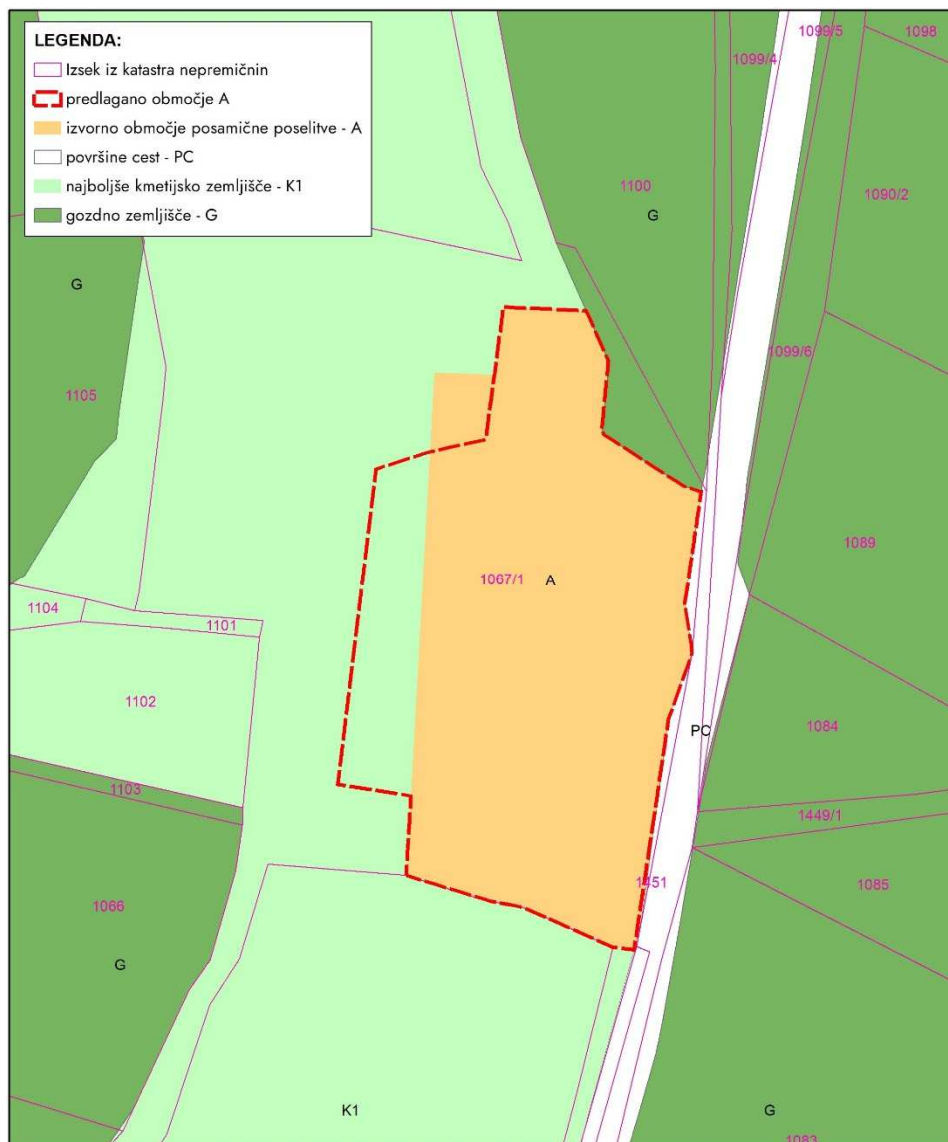 LEGENDA:
Izsek iz katastra nepremičnin
predlagano območje A
izvorno območje posamične poselitve - A
površine cest - PC
najboljše kmetijsko zemljišče - K1
gozdno zemljišče - G
1099/5
1098
1099/4
1100
G
1090/2
G
1099/6
1105
1089
1067/1
A
1104
1101
1102
1084
PC
1103
1449/1
1451
1085
1066
G
K1
G
1083